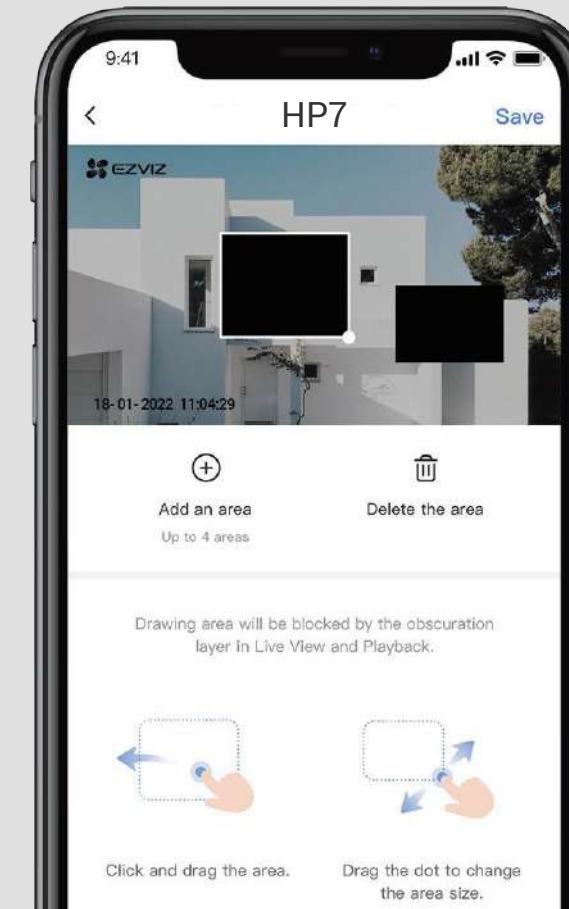 9:41
HP7
Save
EZVIZ
18-01-2022 11:04:29
Add an area
Delete the area
Up to 4 areas
Drawing area will be blocked by the obscuration
layer in Live View and Playback.
Click and drag the area.
Drag the dot to change
the area size.